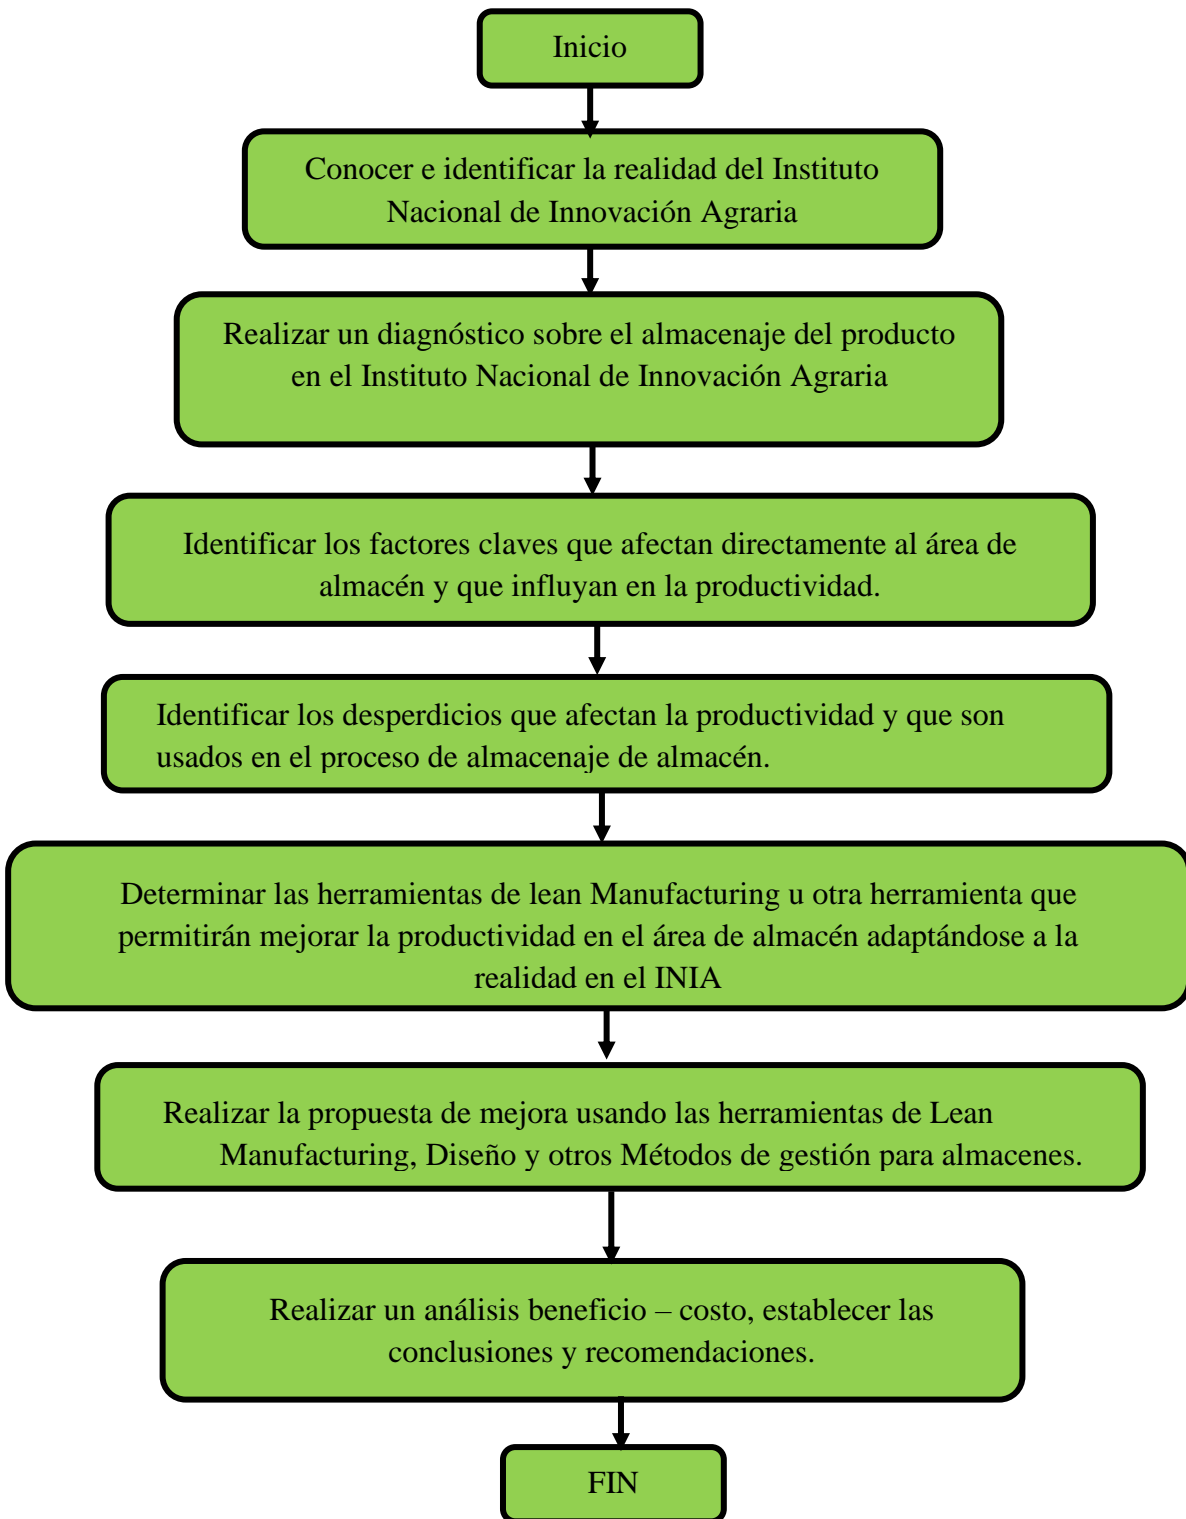 Inicio
Conocer e identificar la realidad del Instituto
Nacional de Innovación Agraria
Realizar un diagnóstico sobre el almacenaje del producto
en el Instituto Nacional de Innovación Agraria
Identificar los factores claves que afectan directamente al área de
almacén y que influyan en la productividad.
Identificar los desperdicios que afectan la productividad y que son
usados en el proceso de almacenaje de almacén.
Determinar las herramientas de lean Manufacturing u otra herramienta que
permitirán mejorar la productividad en el área de almacén adaptándose a la
realidad en el INIA
Realizar la propuesta de mejora usando las herramientas de Lean
Manufacturing, Diseño y otros Métodos de gestión para almacenes.
Realizar un análisis beneficio – costo, establecer las
conclusiones y recomendaciones.
FIN